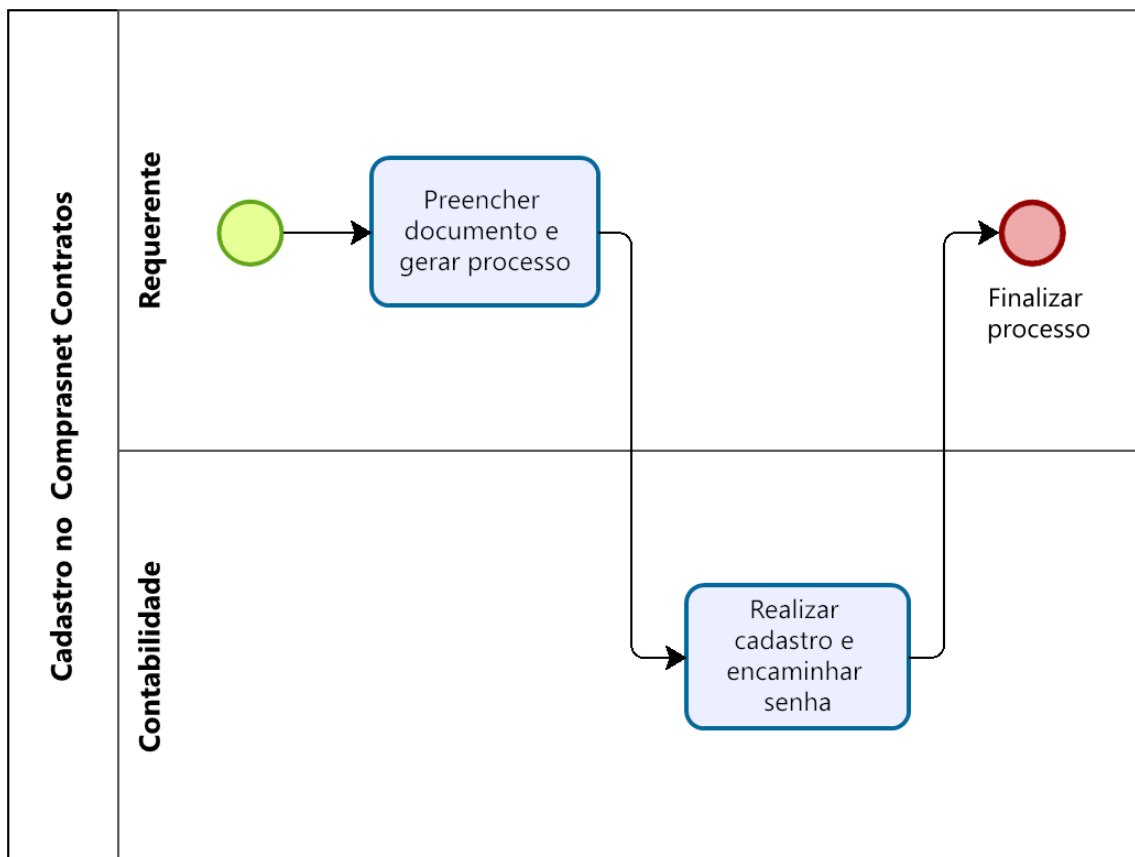 Cadastro no Comprasnet Contratos
Requerente
Preencher
documento e
gerar processo
Finalizar
processo
Contabilidade
Realizar
cadastro e
encaminhar
senha